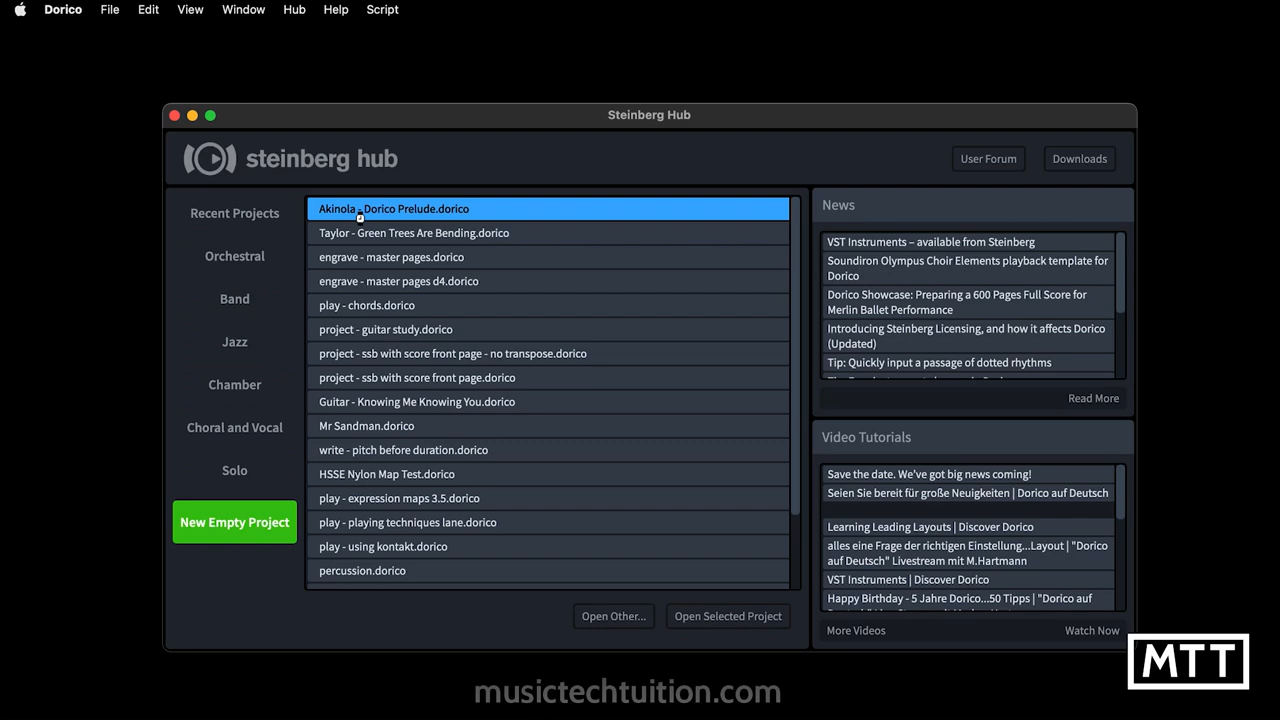 Dorico File Edit View Window Hub Help Script
Steinberg Hub
steinberg hub
User Forum
Downloads
Recent Projects
Orchestral
Band
Jazz
Chamber
Choral and Vocal
Solo
New Empty Project
Akinola - Dorico Prelude.dorico
Taylor - Green Trees Are Bending.dorico
engrave - master pages.dorico
engrave - master pages d4.dorico
play - chords.dorico
project - guitar study.dorico
project - ssb with score front page - no transpose.dorico
project - ssb with score front page.dorico
Guitar - Knowing Me Knowing You.dorico
Mr Sandman.dorico
write - pitch before duration.dorico
HSSE Nylon Map Test.dorico
play - expression maps 3.5.dorico
play - playing techniques lane.dorico
play - using kontakt.dorico
percussion.dorico
Open Other...
Open Selected Project
News
VST Instruments – available from Steinberg
Soundiron Olympus Choir Elements playback template for
Dorico
Dorico Showcase: Preparing a 600 Pages Full Score for
Merlin Ballet Performance
Introducing Steinberg Licensing, and how it affects Dorico
(Updated)
Tip: Quickly input a passage of dotted rhythms
Read More
Video Tutorials
Save the date. We've got big news coming!
Seien Sie bereit für große Neuigkeiten | Dorico auf Deutsch
Learning Leading Layouts | Discover Dorico
alles eine Frage der richtigen Einstellung...Layout | "Dorico
auf Deutsch" Livestream mit M.Hartmann
VST Instruments | Discover Dorico
Happy Birthday - 5 Jahre Dorico...50 Tipps | "Dorico auf
More Videos
Watch Now
MTT
musictechtuition.com